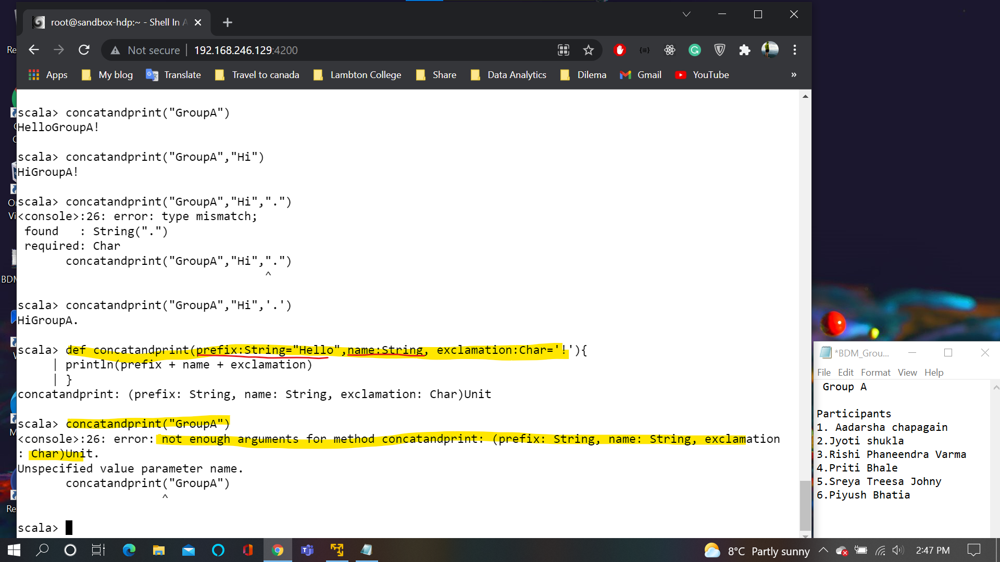 root@sandbox-hdp:~ - Shell In A
Not secure 192.168.246.129:4200
Apps My blog Translate Travel to canada Lambton College Share Data Analytics Dilema Gmail YouTube »
scala> concatandprint("GroupA")
HelloGroupA!
scala> concatandprint("GroupA","Hi")
HiGroupA!
scala> concatandprint("GroupA","Hi",".")
<console>:26: error: type mismatch;
found   : String(".")
required: Char
concatandprint("GroupA","Hi",".")
^
scala> concatandprint("GroupA","Hi",'.')
HiGroupA.
scala> def concatandprint(prefix:String="Hello",name:String, exclamation:Char='!'){
| println(prefix + name + exclamation)
| }
concatandprint: (prefix: String, name: String, exclamation: Char)Unit
scala> concatandprint("GroupA")
<console>:26: error: not enough arguments for method concatandprint: (prefix: String, name: String, exclamation
: Char)Unit.
Unspecified value parameter name.
concatandprint("GroupA")
^
scala>
*BDM_Grou...
File Edit Format View Help
Group A
Participants
1. Aadarsha chapagain
2.Jyoti shukla
3.Rishi Phaneendra Varma
4.Priti Bhale
5.Sreya Treesa Johny
6.Piyush Bhatia
8°C Partly sunny 2:47 PM